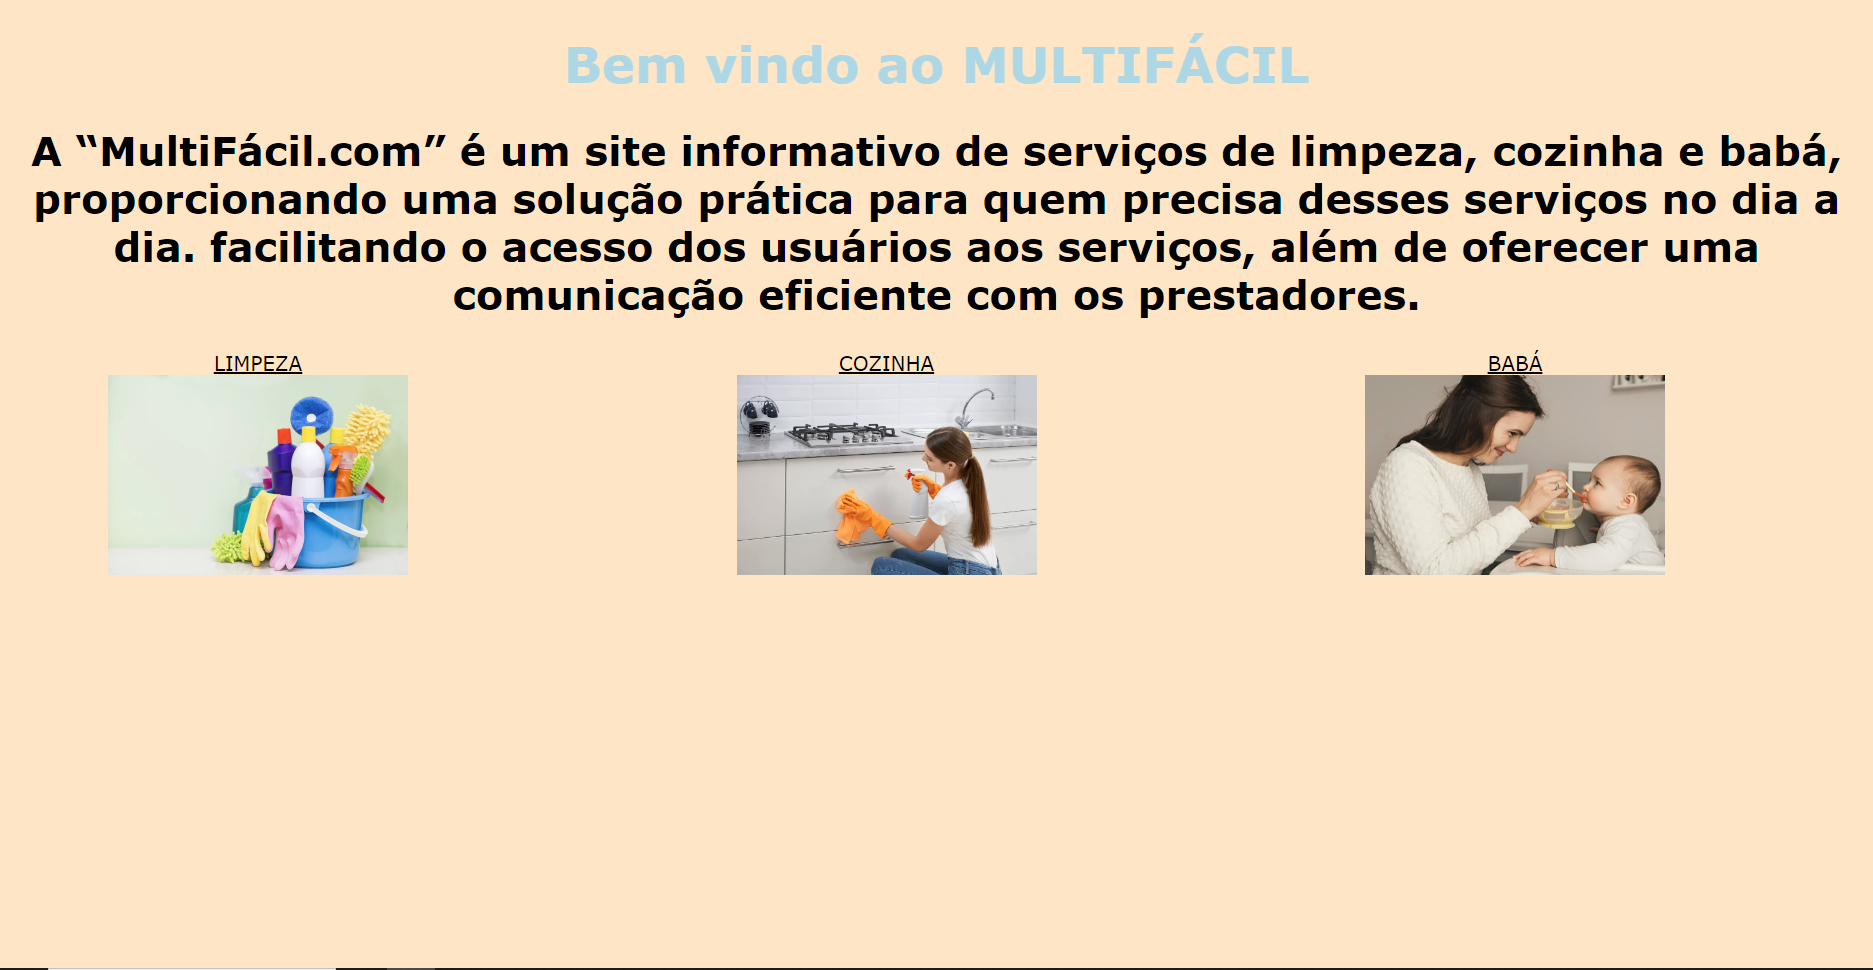 Bem vindo ao MULTIFÁCIL
A “MultiFácil.com” é um site informativo de serviços de limpeza, cozinha e babá,
proporcionando uma solução prática para quem precisa desses serviços no dia a
dia. facilitando o acesso dos usuários aos serviços, além de oferecer uma
comunicação eficiente com os prestadores.
LIMPEZA
COZINHA
BABÁ